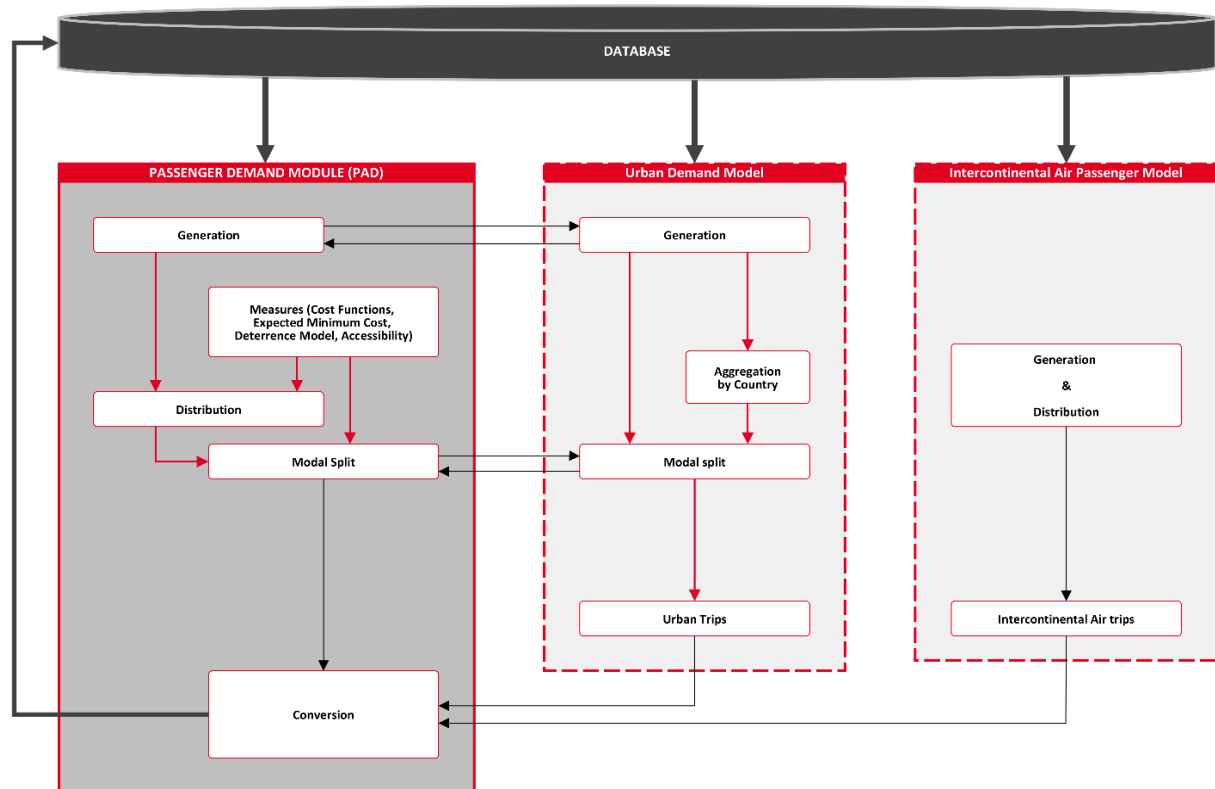 DATABASE
PASSENGER DEMAND MODULE (PAD)
Urban Demand Model
Intercontinental Air Passenger Model
Generation
Generation
Measures (Cost Functions,
Expected Minimum Cost,
Deterrence Model, Accessibility)
Aggregation
by Country
Generation
&
Distribution
Distribution
Modal Split
Modal split
Urban Trips
Intercontinental Air trips
Conversion